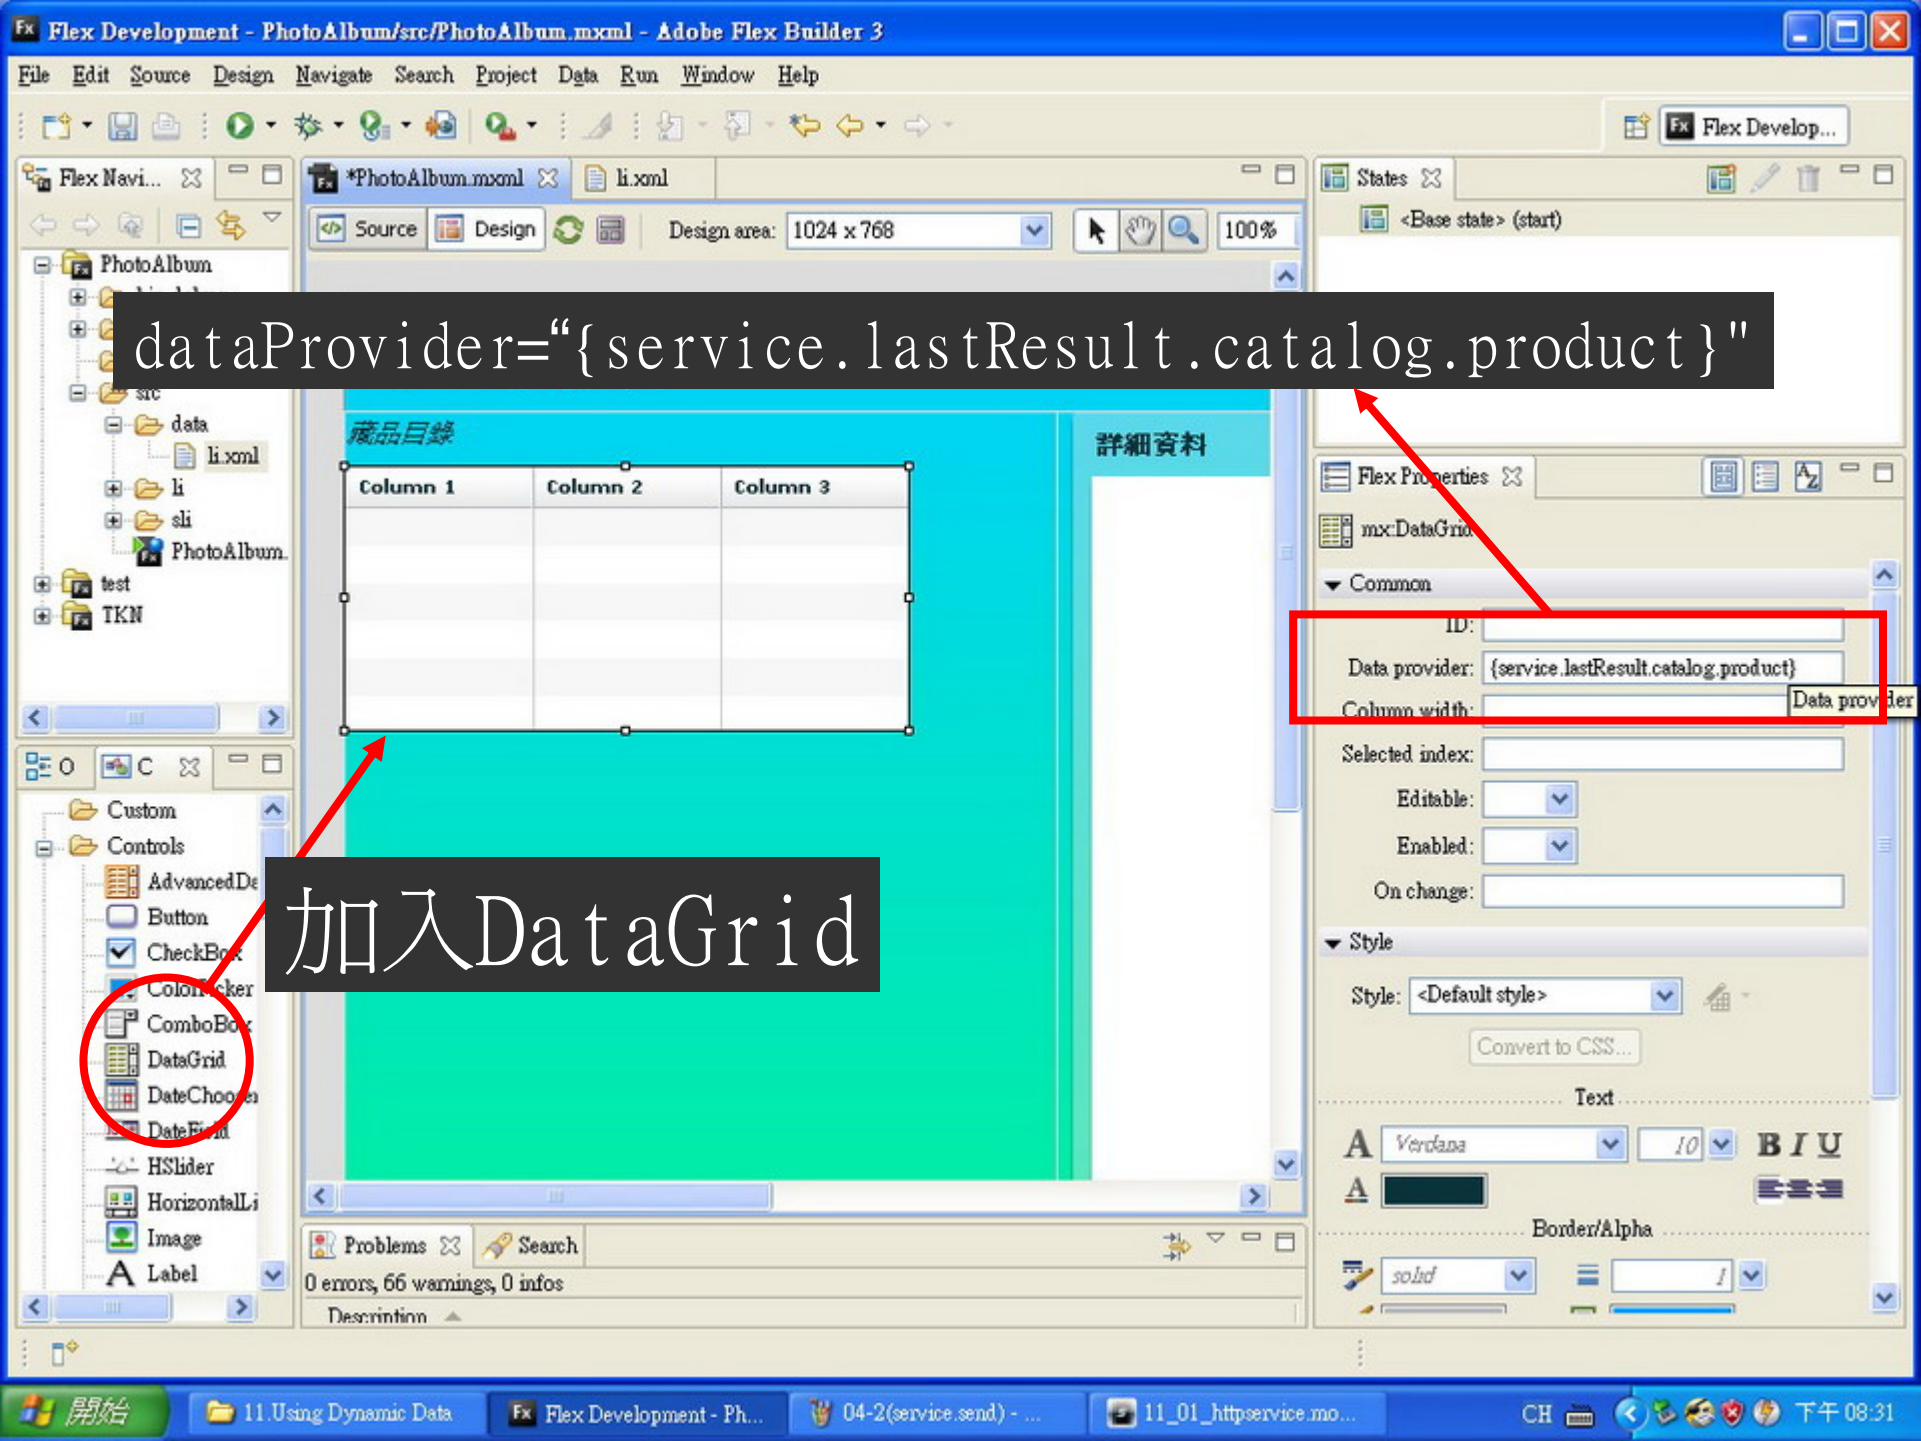 Flex Development - PhotoAlbum/src/PhotoAlbum.mxml - Adobe Flex Builder 3
File Edit Source Design Navigate Search Project Data Run Window Help
Flex Develop...
Flex Navi...
*PhotoAlbum.mxml
li.xml
States
Source
Design
Design area:
1024 x 768
100%
<Base state> (start)
PhotoAlbum
dataProvider=“{service.lastResult.catalog.product}"
src
data
li.xml
li
sli
PhotoAlbum.
test
TKN
藏品目錄
詳細資料
Column 1
Column 2
Column 3
Flex Properties
mx:DataGrid
Common
ID:
Data provider:
{service.lastResult.catalog.product}
Data provider
Column width:
Selected index:
Editable:
Enabled:
On change:
Style
Style:
<Default style>
Convert to CSS...
Text
Verdana
10
B I U
A
A
Border/Alpha
solid
1
O
C
Custom
Controls
AdvancedDa
Button
CheckBox
ColorPicker
ComboBox
DataGrid
DateChooser
DateField
HSlider
HorizontalLi
Image
A Label
加入DataGrid
Problems
Search
0 errors, 66 warnings, 0 infos
Description
開始
11.Using Dynamic Data
Flex Development - Ph...
04-2(service.send) - ...
11_01_httpservice.mo...
CH
下午 08:31